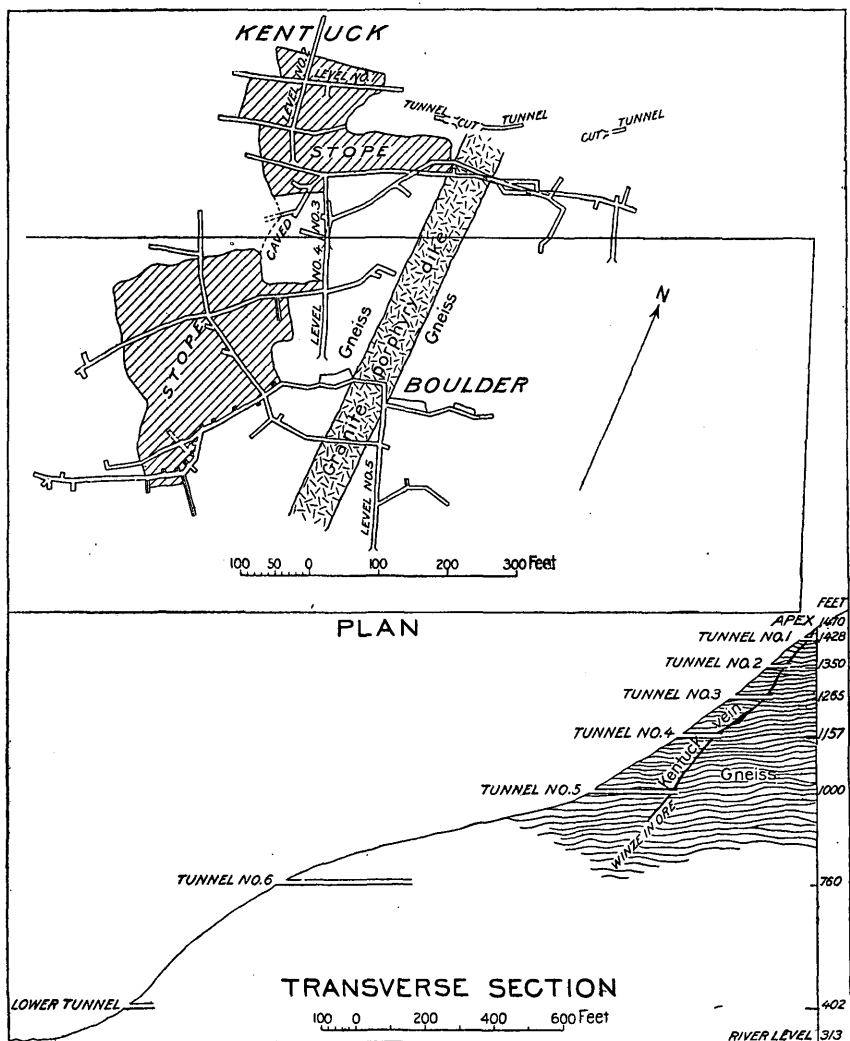 KENTUCK
LEVEL NO. 2
LEVEL NO. 1
TUNNEL
CUT
TUNNEL
CUT
TUNNEL
STOPE
CAVED
LEVEL NO. 4 NO. 3
Granite porphyry dike
Gneiss
Gneiss
N
STOPE
BOULDER
LEVEL NO. 5
100 50 0 100 200 300 Feet
PLAN
FEET
APEX 1470
TUNNEL NO. 1 1428
TUNNEL NO. 2 1350
TUNNEL NO. 3 1265
TUNNEL NO. 4 1157
Kentuck vein
Gneiss
TUNNEL NO. 5 1000
WINZE IN ORE
TUNNEL NO. 6 760
TRANSVERSE SECTION
LOWER TUNNEL 402
100 0 200 400 600 Feet
RIVER LEVEL 313